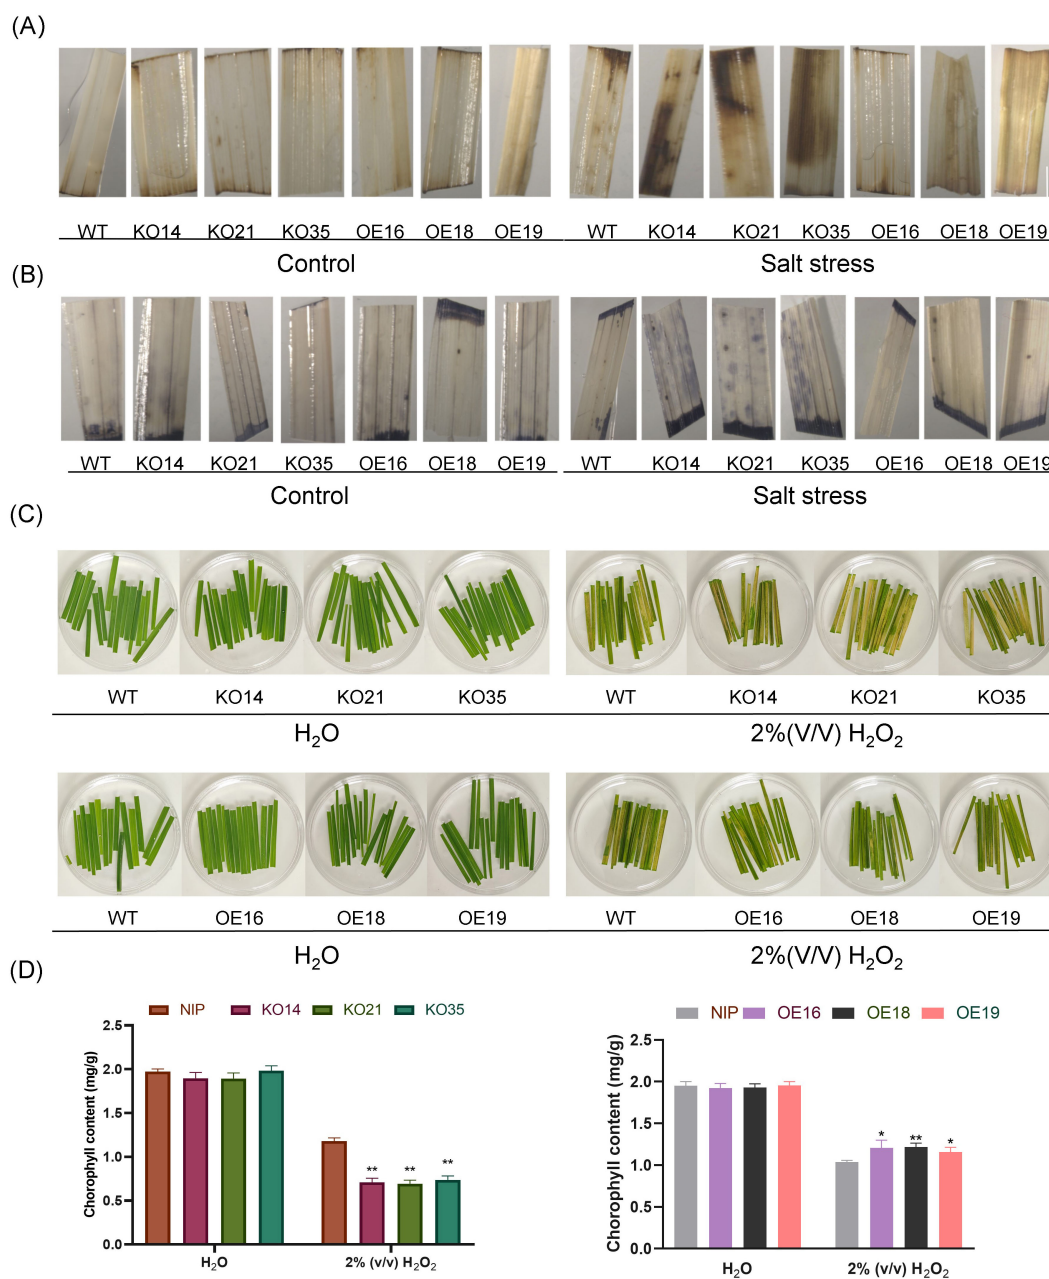 (A)
WT KO14 KO21 KO35 OE16 OE18 OE19 WT KO14 KO21 KO35 OE16 OE18 OE19
Control Salt stress
(B)
WT KO14 KO21 KO35 OE16 OE18 OE19 WT KO14 KO21 KO35 OE16 OE18 OE19
Control Salt stress
(C)
WT KO14 KO21 KO35 WT KO14 KO21 KO35
H₂O 2%(V/V) H₂O₂
WT OE16 OE18 OE19 WT OE16 OE18 OE19
H₂O 2%(V/V) H₂O₂
(D)
NIP KO14 KO21 KO35
Chorophyll content (mg/g)
2.5
2.0
1.5
1.0
0.5
0.0
** ** **
H₂O 2% (v/v) H₂O₂
NIP OE16 OE18 OE19
Chorophyll content (mg/g)
2.5
2.0
1.5
1.0
0.5
0.0
* ** *
H₂O 2% (v/v) H₂O₂